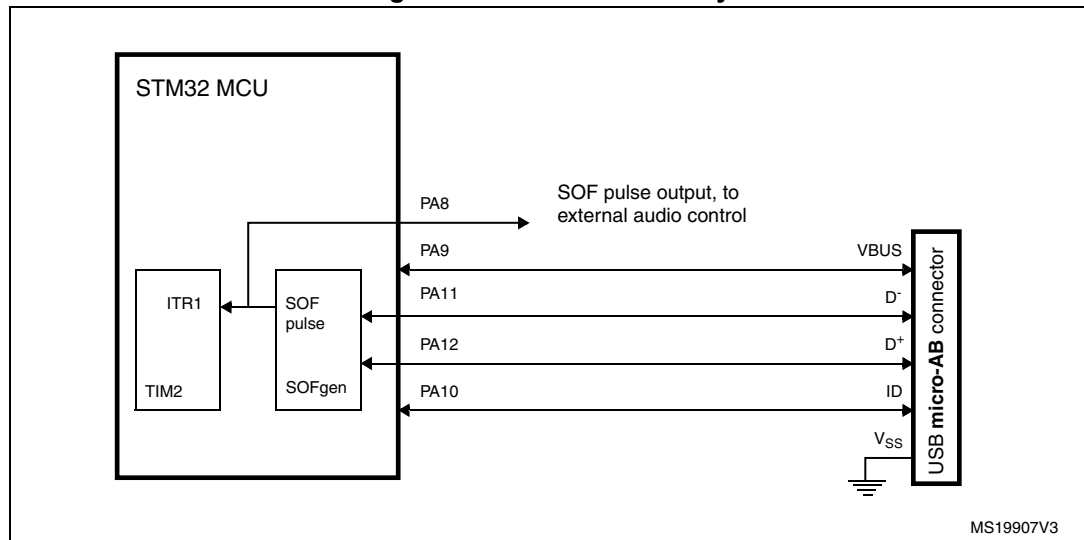 STM32 MCU
PA8
SOF pulse output, to
external audio control
PA9
VBUS
ITR1
SOF
pulse
PA11
D-
PA12
D+
TIM2
SOFgen
PA10
ID
VSS
USB micro-AB connector
MS19907V3